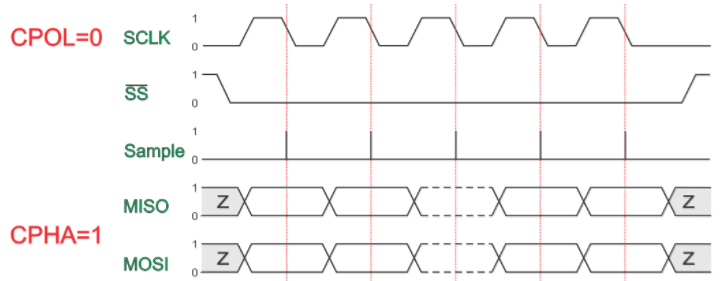 CPOL=0 SCLK 1 0
SS 1 0
Sample 1 0
MISO 1 0 Z Z
CPHA=1
MOSI 1 0 Z Z